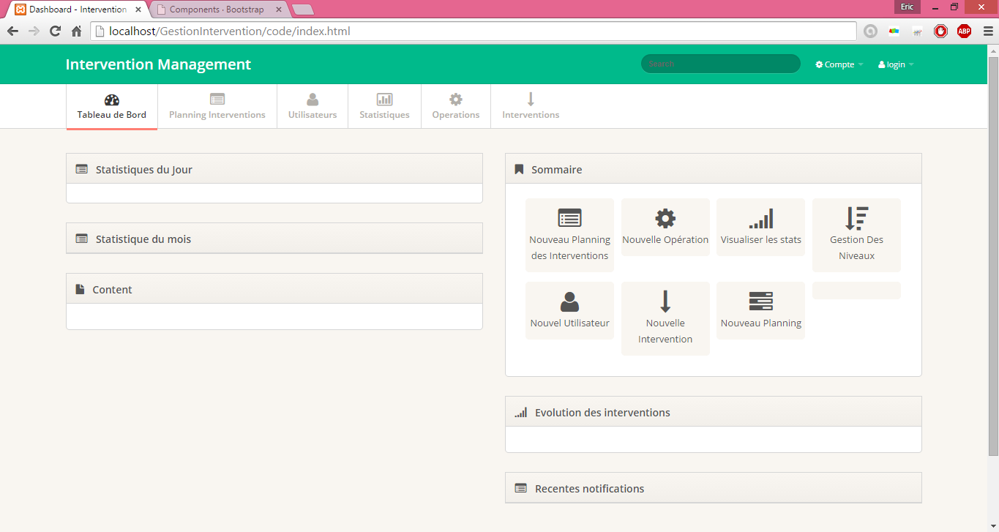 Dashboard - Intervention
Components · Bootstrap
Eric
localhost/GestionIntervention/code/index.html
ABP
Intervention Management
Search
Compte
login
Tableau de Bord
Planning Interventions
Utilisateurs
Statistiques
Operations
Interventions
Statistiques du Jour
Statistique du mois
Content
Sommaire
Nouveau Planning
des Interventions
Nouvelle Opération
Visualiser les stats
Gestion Des
Niveaux
Nouvel Utilisateur
Nouvelle
Intervention
Nouveau Planning
Evolution des interventions
Recentes notifications